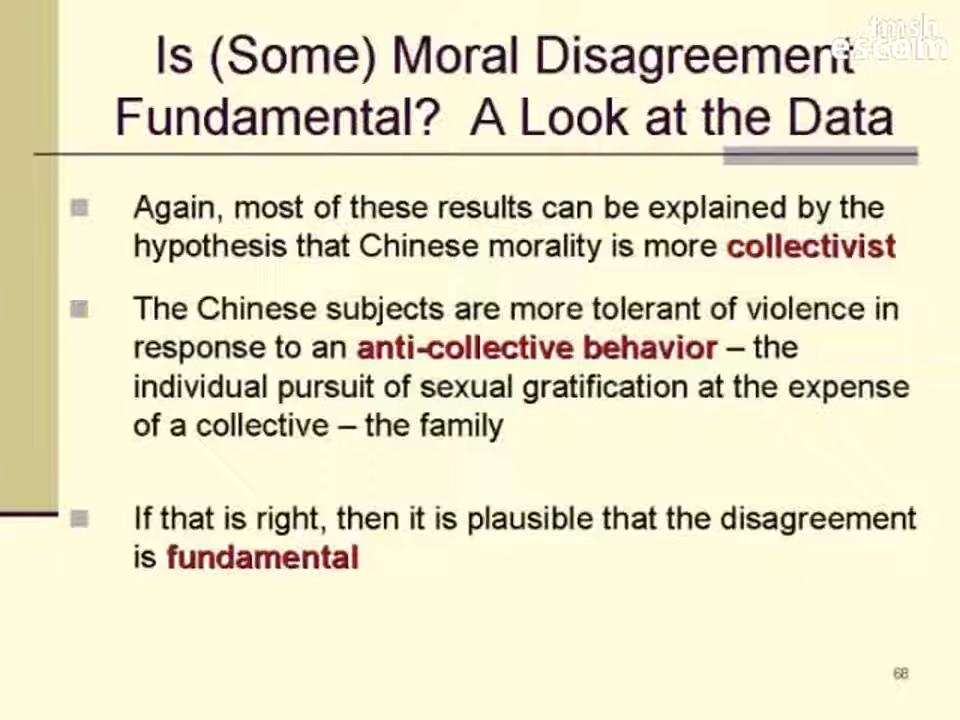 tmsh
escom
Is (Some) Moral Disagreement
Fundamental? A Look at the Data
Again, most of these results can be explained by the
hypothesis that Chinese morality is more collectivist
The Chinese subjects are more tolerant of violence in
response to an anti-collective behavior – the
individual pursuit of sexual gratification at the expense
of a collective – the family
If that is right, then it is plausible that the disagreement
is fundamental
68